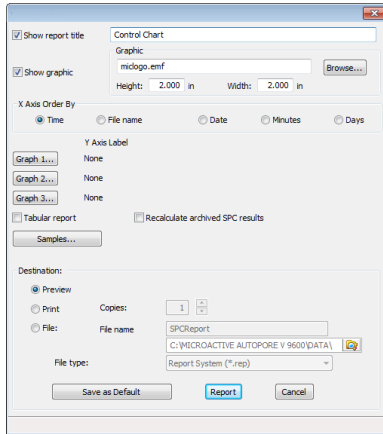 Show report title Control Chart
Graphic
Show graphic miclogo.emf Browse...
Height: 2.000 in Width: 2.000 in
X Axis Order By
Time File name Date Minutes Days
Y Axis Label
Graph 1... None
Graph 2... None
Graph 3... None
Tabular report Recalculate archived SPC results
Samples...
Destination:
Preview
Print Copies: 1
File: File name SPCReport
C:\MICROACTIVE AUTOPORE V 9600\DATA\
File type: Report System (*.rep)
Save as Default Report Cancel